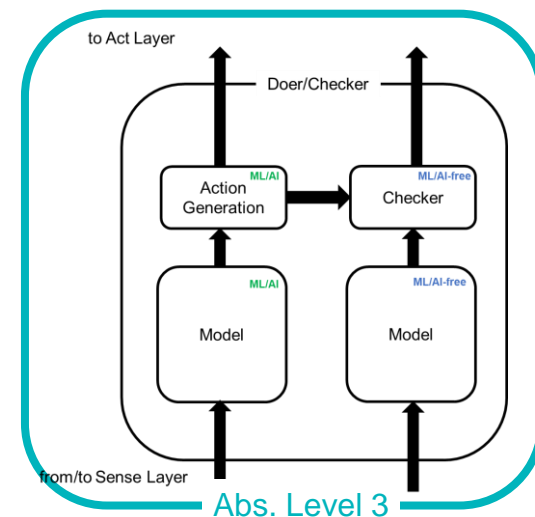 to Act Layer
Doer/Checker
ML/AI
Action
Generation
ML/AI-free
Checker
ML/AI
Model
ML/AI-free
Model
from/to Sense Layer
Abs. Level 3